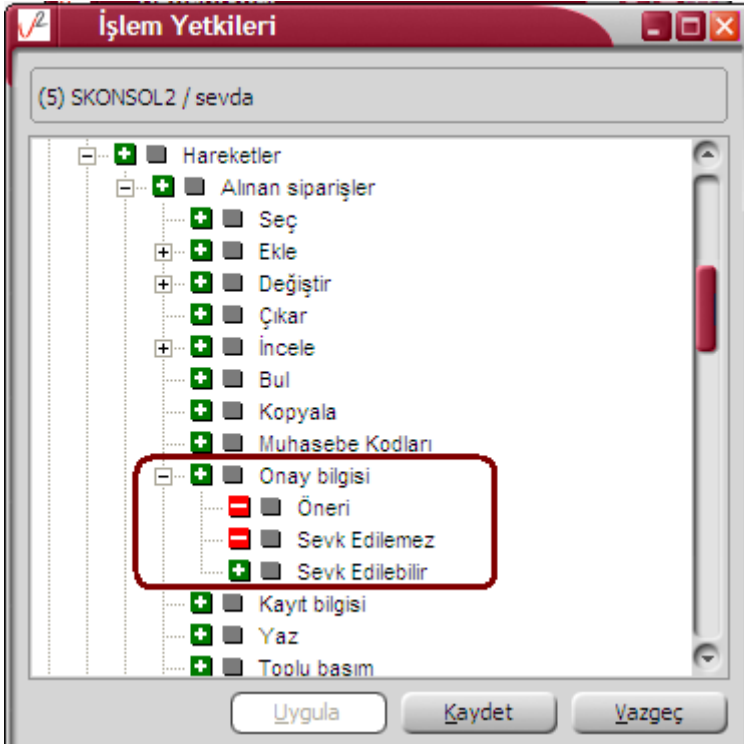 İşlem Yetkileri
(5) SKONSOL2 / sevda
Hareketler
Alınan siparişler
Seç
Ekle
Değiştir
Çıkar
İncele
Bul
Kopyala
Muhasebe Kodları
Onay bilgisi
Öneri
Sevk Edilemez
Sevk Edilebilir
Kayıt bilgisi
Yaz
Toplu basım
Uygula Kaydet Vazgeç